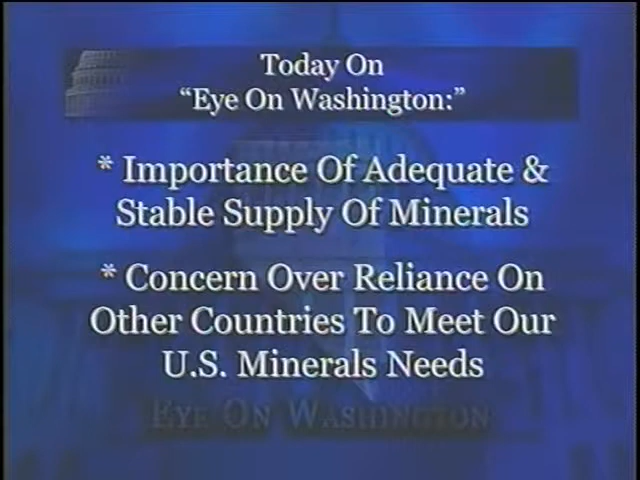 Today On
“Eye On Washington:”
* Importance Of Adequate &
Stable Supply Of Minerals
* Concern Over Reliance On
Other Countries To Meet Our
U.S. Minerals Needs
EYE ON WASHINGTON